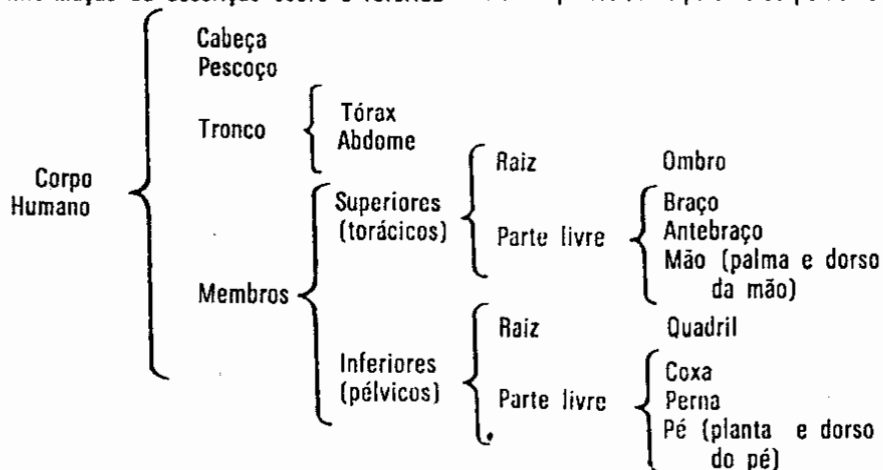 Cabeça
Pescoço
Tronco
Tórax
Abdome
Corpo
Humano
Membros
Superiores
(torácicos)
Raiz
Ombro
Parte livre
Braço
Antebraço
Mão (palma e dorso
da mão)
Inferiores
(pélvicos)
Raiz
Quadril
Parte livre
Coxa
Perna
Pé (planta e dorso
do pé)